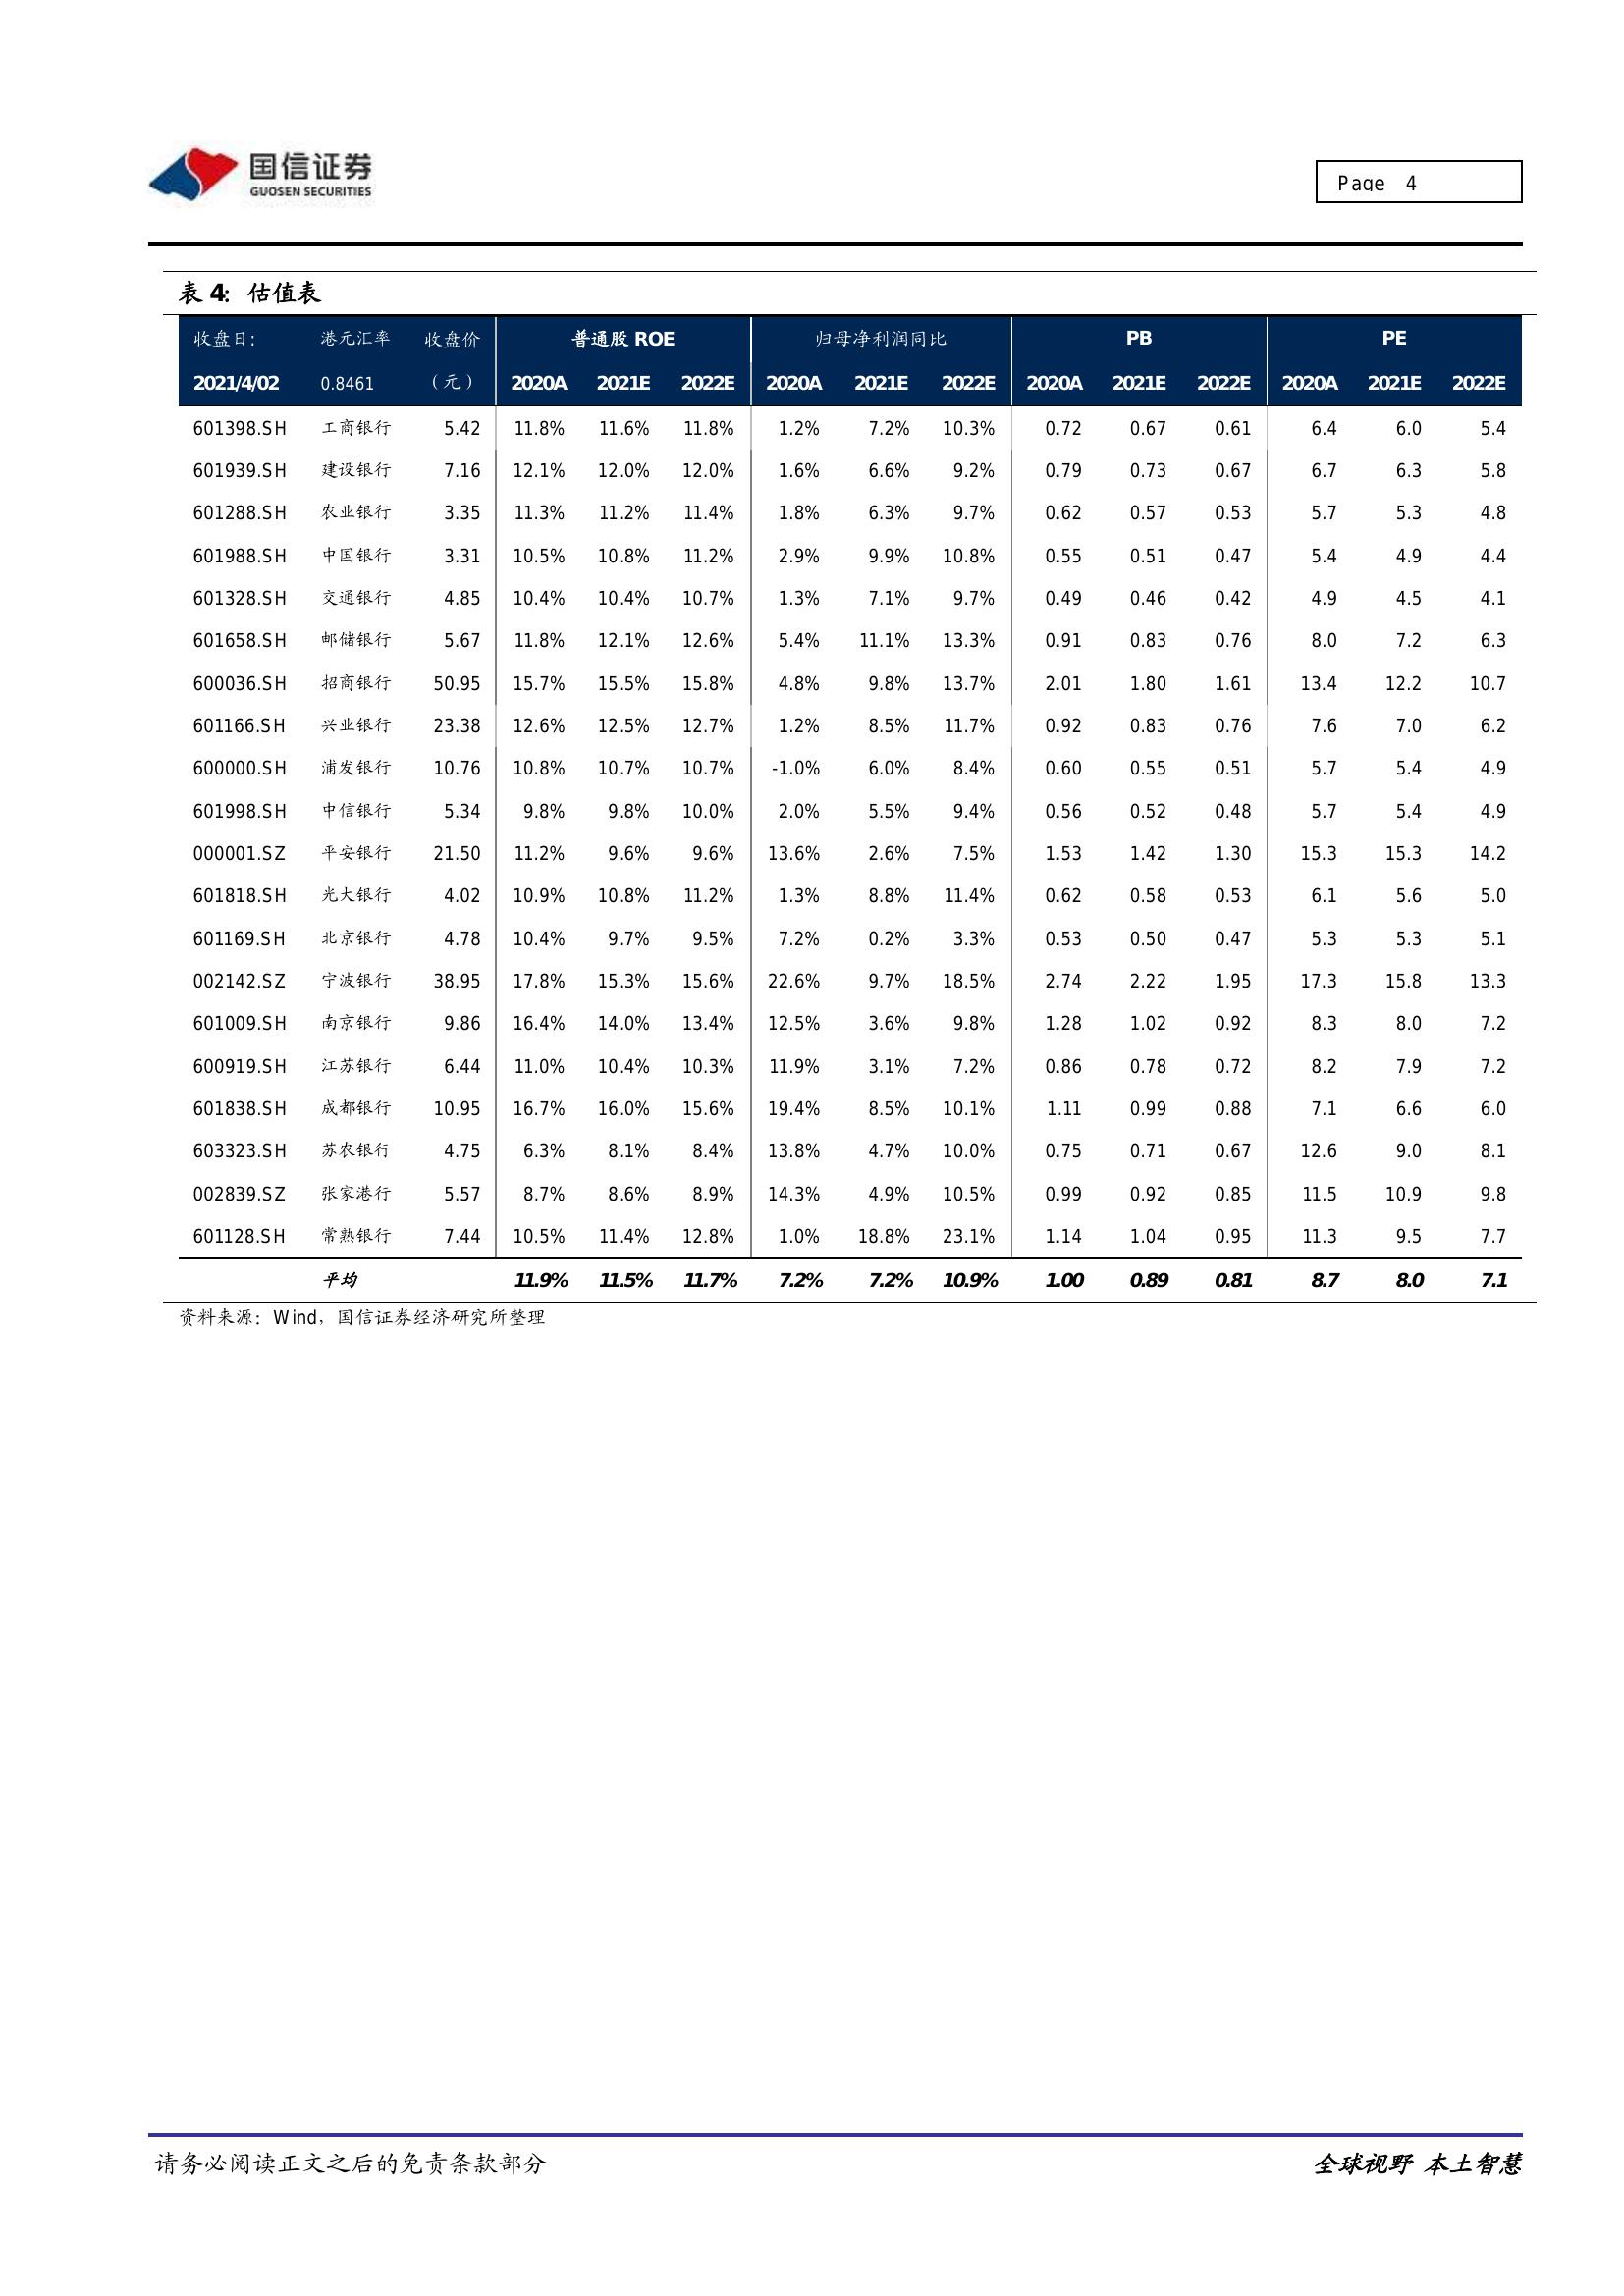 国信证券
GUOSEN SECURITIES
Page 4
表 4: 估值表
收盘日: 港元汇率 收盘价 普通股 ROE 归母净利润同比 PB PE
2021/4/02 0.8461 （元） 2020A 2021E 2022E 2020A 2021E 2022E 2020A 2021E 2022E 2020A 2021E 2022E
601398.SH 工商银行 5.42 11.8% 11.6% 11.8% 1.2% 7.2% 10.3% 0.72 0.67 0.61 6.4 6.0 5.4
601939.SH 建设银行 7.16 12.1% 12.0% 12.0% 1.6% 6.6% 9.2% 0.79 0.73 0.67 6.7 6.3 5.8
601288.SH 农业银行 3.35 11.3% 11.2% 11.4% 1.8% 6.3% 9.7% 0.62 0.57 0.53 5.7 5.3 4.8
601988.SH 中国银行 3.31 10.5% 10.8% 11.2% 2.9% 9.9% 10.8% 0.55 0.51 0.47 5.4 4.9 4.4
601328.SH 交通银行 4.85 10.4% 10.4% 10.7% 1.3% 7.1% 9.7% 0.49 0.46 0.42 4.9 4.5 4.1
601658.SH 邮储银行 5.67 11.8% 12.1% 12.6% 5.4% 11.1% 13.3% 0.91 0.83 0.76 8.0 7.2 6.3
600036.SH 招商银行 50.95 15.7% 15.5% 15.8% 4.8% 9.8% 13.7% 2.01 1.80 1.61 13.4 12.2 10.7
601166.SH 兴业银行 23.38 12.6% 12.5% 12.7% 1.2% 8.5% 11.7% 0.92 0.83 0.76 7.6 7.0 6.2
600000.SH 浦发银行 10.76 10.8% 10.7% 10.7% -1.0% 6.0% 8.4% 0.60 0.55 0.51 5.7 5.4 4.9
601998.SH 中信银行 5.34 9.8% 9.8% 10.0% 2.0% 5.5% 9.4% 0.56 0.52 0.48 5.7 5.4 4.9
000001.SZ 平安银行 21.50 11.2% 9.6% 9.6% 13.6% 2.6% 7.5% 1.53 1.42 1.30 15.3 15.3 14.2
601818.SH 光大银行 4.02 10.9% 10.8% 11.2% 1.3% 8.8% 11.4% 0.62 0.58 0.53 6.1 5.6 5.0
601169.SH 北京银行 4.78 10.4% 9.7% 9.5% 7.2% 0.2% 3.3% 0.53 0.50 0.47 5.3 5.3 5.1
002142.SZ 宁波银行 38.95 17.8% 15.3% 15.6% 22.6% 9.7% 18.5% 2.74 2.22 1.95 17.3 15.8 13.3
601009.SH 南京银行 9.86 16.4% 14.0% 13.4% 12.5% 3.6% 9.8% 1.28 1.02 0.92 8.3 8.0 7.2
600919.SH 江苏银行 6.44 11.0% 10.4% 10.3% 11.9% 3.1% 7.2% 0.86 0.78 0.72 8.2 7.9 7.2
601838.SH 成都银行 10.95 16.7% 16.0% 15.6% 19.4% 8.5% 10.1% 1.11 0.99 0.88 7.1 6.6 6.0
603323.SH 苏农银行 4.75 6.3% 8.1% 8.4% 13.8% 4.7% 10.0% 0.75 0.71 0.67 12.6 9.0 8.1
002839.SZ 张家港行 5.57 8.7% 8.6% 8.9% 14.3% 4.9% 10.5% 0.99 0.92 0.85 11.5 10.9 9.8
601128.SH 常熟银行 7.44 10.5% 11.4% 12.8% 1.0% 18.8% 23.1% 1.14 1.04 0.95 11.3 9.5 7.7
平均 11.9% 11.5% 11.7% 7.2% 7.2% 10.9% 1.00 0.89 0.81 8.7 8.0 7.1
资料来源: Wind，国信证券经济研究所整理
请务必阅读正文之后的免责条款部分 全球视野 本土智慧